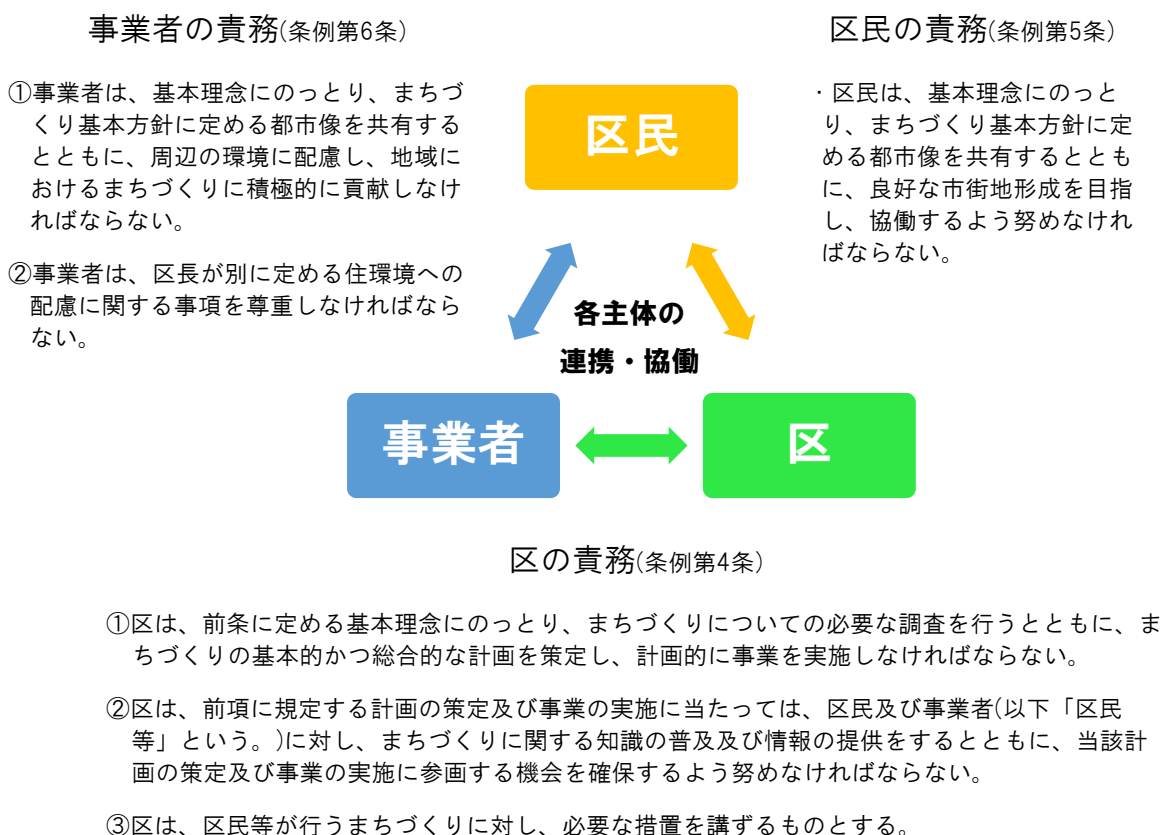 事業者の責務(条例第6条)
①事業者は、基本理念にのっとり、まちづ
くり基本方針に定める都市像を共有する
とともに、周辺の環境に配慮し、地域に
おけるまちづくりに積極的に貢献しなけ
ればならない。
②事業者は、区長が別に定める住環境への
配慮に関する事項を尊重しなければなら
ない。
区民の責務(条例第5条)
・区民は、基本理念にのっと
り、まちづくり基本方針に定
める都市像を共有するととも
に、良好な市街地形成を目指
し、協働するよう努めなけれ
ばならない。
区民
各主体の
連携・協働
事業者
区
区の責務(条例第4条)
①区は、前条に定める基本理念にのっとり、まちづくりについての必要な調査を行うとともに、ま
ちづくりの基本的かつ総合的な計画を策定し、計画的に事業を実施しなければならない。
②区は、前項に規定する計画の策定及び事業の実施に当たっては、区民及び事業者(以下「区民
等」という。)に対し、まちづくりに関する知識の普及及び情報の提供をするとともに、当該計
画の策定及び事業の実施に参画する機会を確保するよう努めなければならない。
③区は、区民等が行うまちづくりに対し、必要な措置を講ずるものとする。